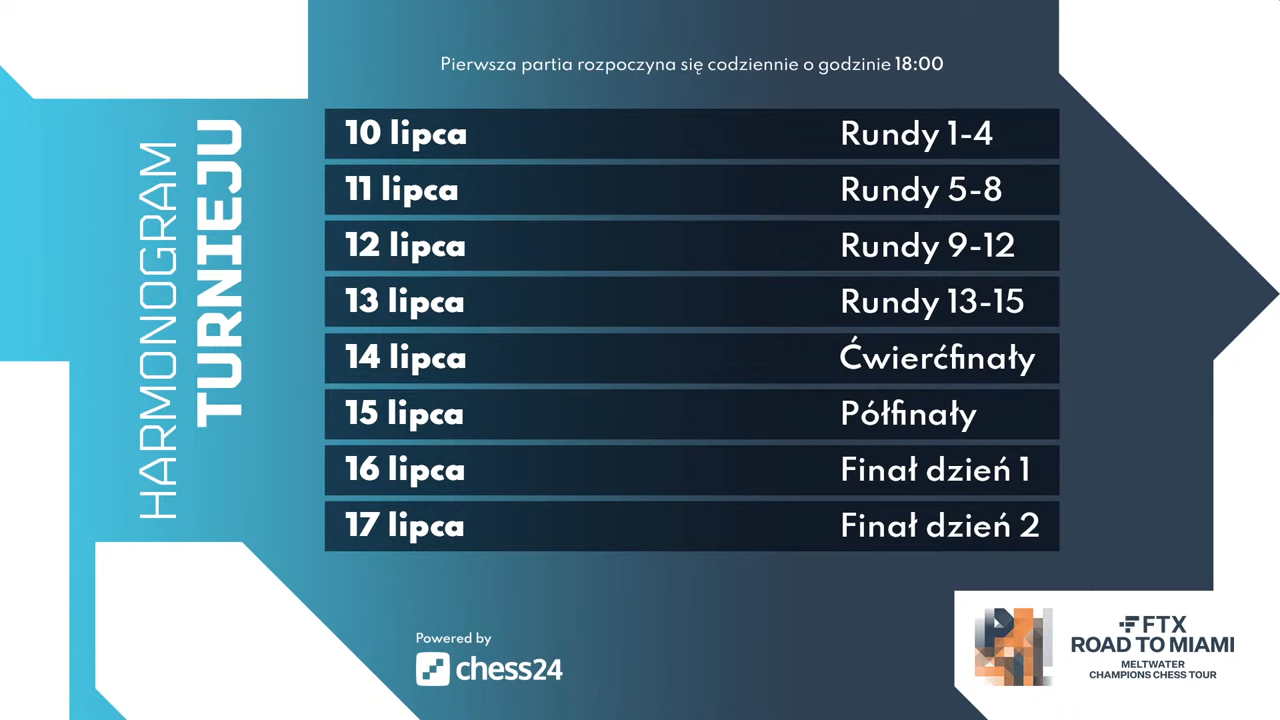 HARMONOGRAM
TURNIEJU
Pierwsza partia rozpoczyna się codziennie o godzinie 18:00
10 lipca Rundy 1-4
11 lipca Rundy 5-8
12 lipca Rundy 9-12
13 lipca Rundy 13-15
14 lipca Ćwierćfinały
15 lipca Półfinały
16 lipca Finał dzień 1
17 lipca Finał dzień 2
Powered by
chess24
FTX
ROAD TO MIAMI
MELTWATER
CHAMPIONS CHESS TOUR